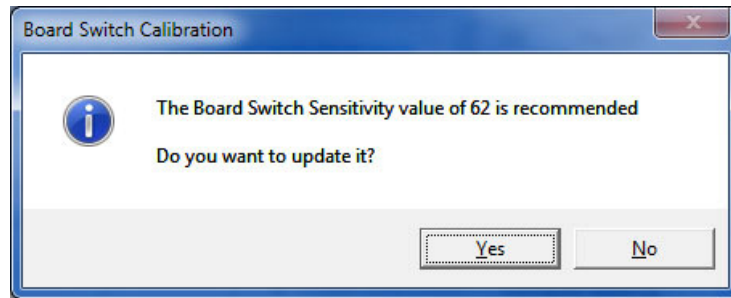 Board Switch Calibration
The Board Switch Sensitivity value of 62 is recommended
Do you want to update it?
Yes
No